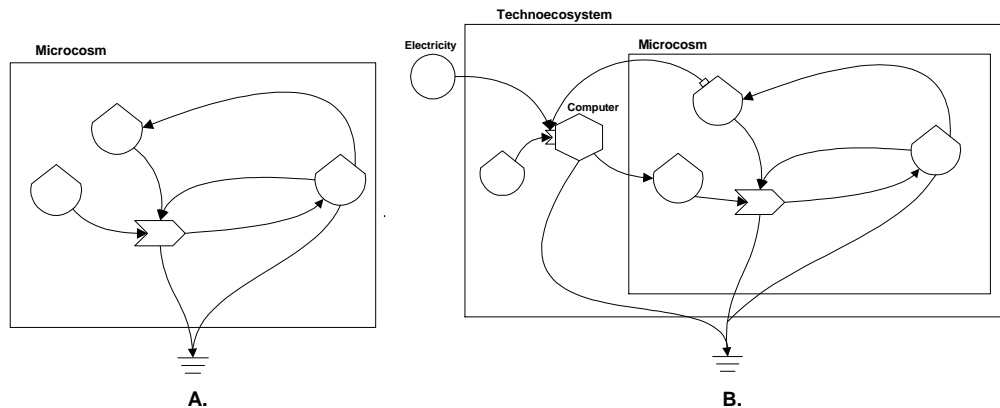 Microcosm
A.
Technoecosystem
Electricity
Microcosm
Computer
B.